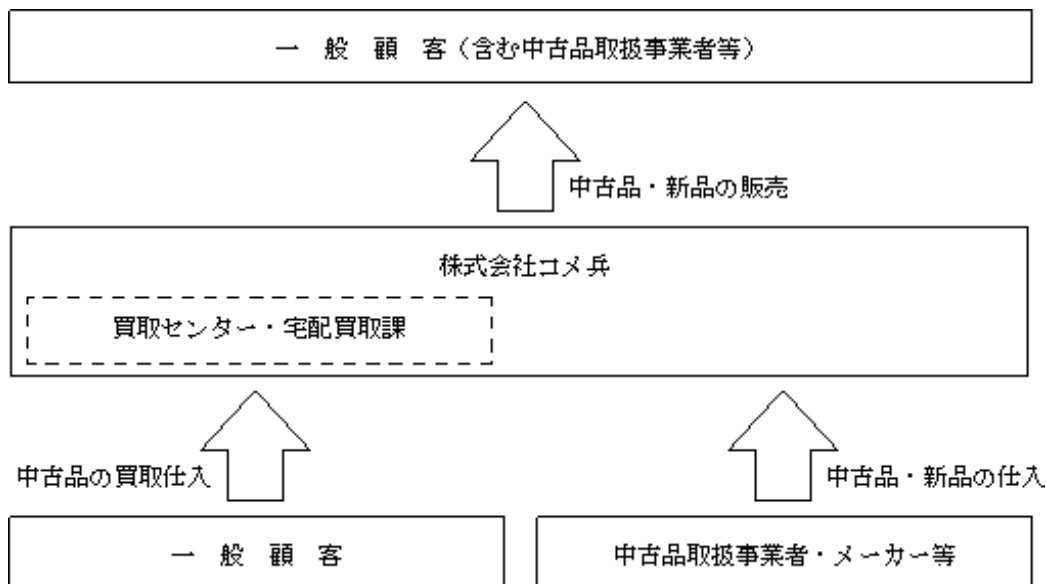 一 般 顧 客（含む中古品取扱事業者等）
中古品・新品の販売
株式会社コメ兵
買取センター・宅配買取課
中古品の買取仕入
中古品・新品の仕入
一 般 顧 客
中古品取扱事業者・メーカー等